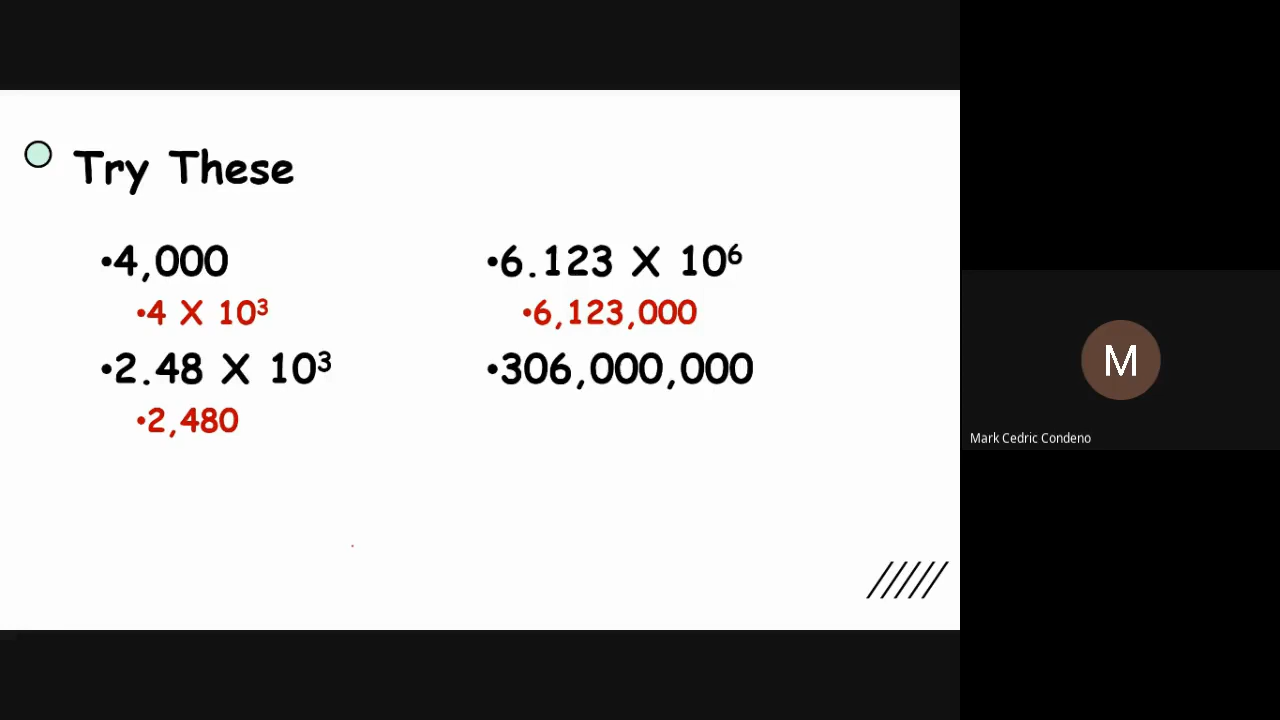 Try These
•4,000
•4 X 10³
•2.48 X 10³
•2,480
•6.123 X 10⁶
•6,123,000
•306,000,000
M
Mark Cedric Condeno